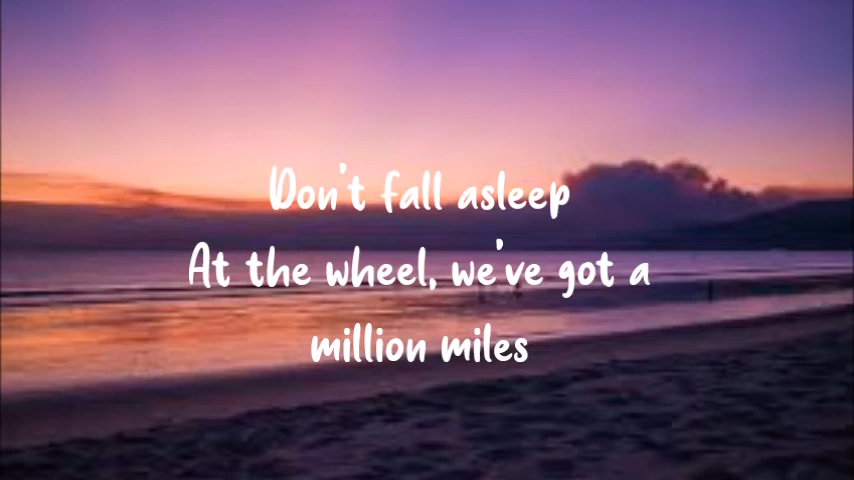 Don't fall asleep
At the wheel, we've got a
million miles